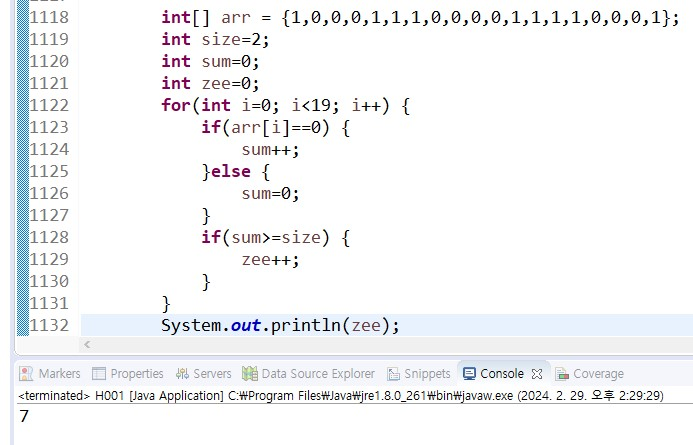 1118 int[] arr = {1,0,0,0,1,1,1,0,0,0,0,1,1,1,1,0,0,0,1};
1119 int size=2;
1120 int sum=0;
1121 int zee=0;
1122 for(int i=0; i<19; i++) {
1123 if(arr[i]==0) {
1124 sum++;
1125 }else {
1126 sum=0;
1127 }
1128 if(sum>=size) {
1129 zee++;
1130 }
1131 }
1132 System.out.println(zee);
Markers Properties Servers Data Source Explorer Snippets Console Coverage
<terminated> H001 [Java Application] C:₩Program Files₩Java₩jre1.8.0_261₩bin₩javaw.exe (2024. 2. 29. 오후 2:29:29)
7